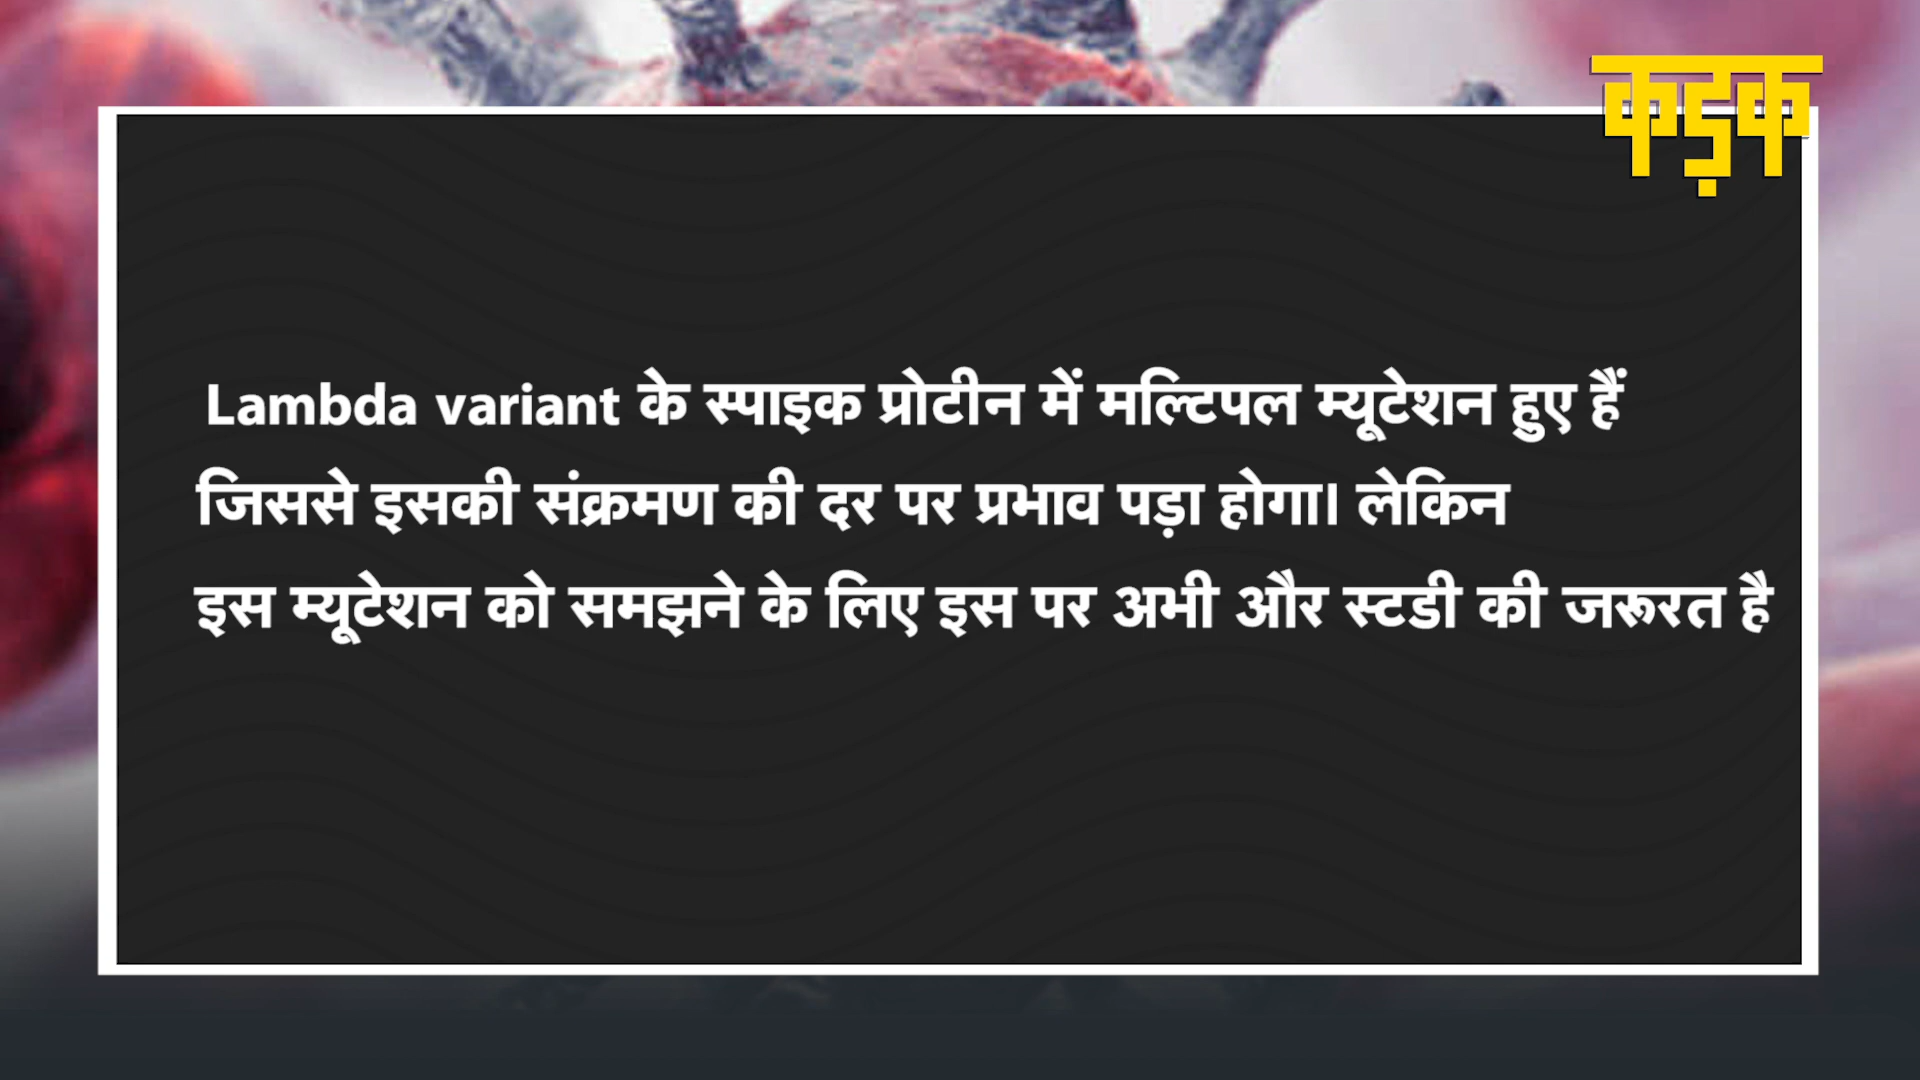 कड़क
Lambda variant के स्पाइक प्रोटीन में मल्टिपल म्यूटेशन हुए हैं
जिससे इसकी संक्रमण की दर पर प्रभाव पड़ा होगा। लेकिन
इस म्यूटेशन को समझने के लिए इस पर अभी और स्टडी की जरूरत है